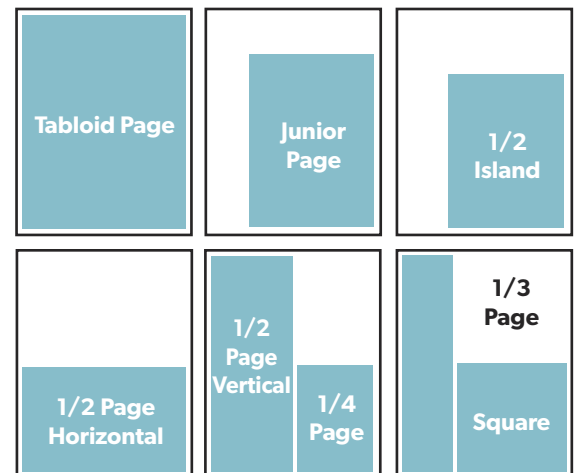 Tabloid Page
Junior
Page
1/2
Island
1/2 Page
Horizontal
1/2
Page
Vertical
1/4
Page
1/3
Page
Square